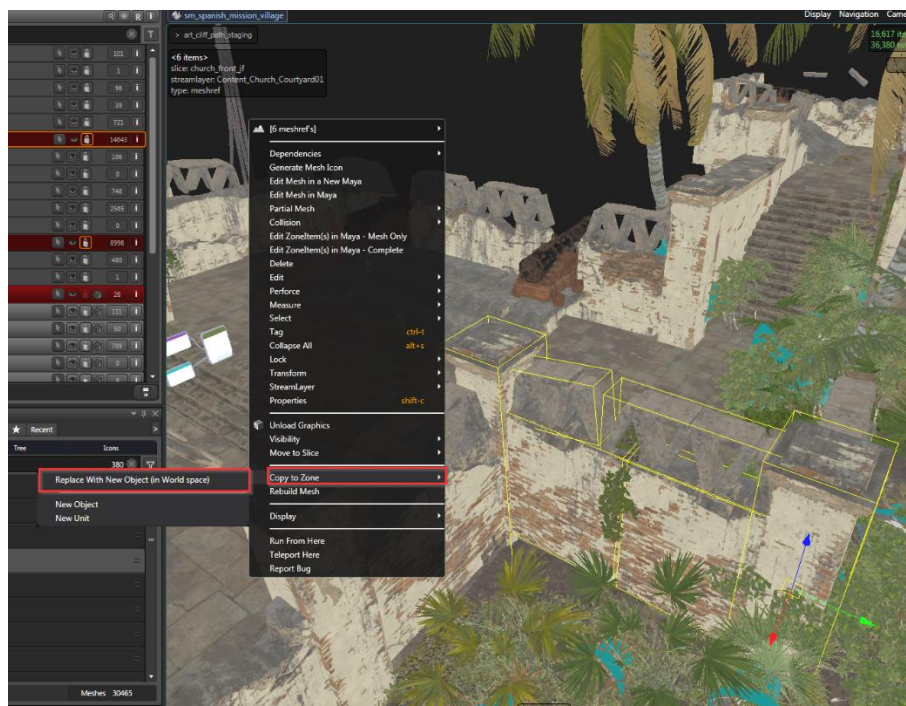 R
i
sm_spanish_mission_village
Display Navigation Came
> art_cliff_path_staging
16,617 ite
36,380 to
<6 items>
slice: church_front_jf
streamlayer: Content_Church_Courtyard01
type: meshref
T
101 i
1 i
98 i
721 i
14643 i
0 i
748 i
2565 i
0 i
8998 i
480 i
1 i
26 i
131 i
50 i
709 i
0 i
[6 meshref's]
Dependencies
Generate Mesh Icon
Edit Mesh in a New Maya
Edit Mesh in Maya
Partial Mesh
Collision
Edit ZoneItem(s) in Maya - Mesh Only
Edit ZoneItem(s) in Maya - Complete
Delete
Edit
Perforce
Measure
Select
Tag ctrl-t
Collapse All alt+s
Lock
Transform
StreamLayer
Properties shift-c
Unload Graphics
Visibility
Move to Slice
Copy to Zone
Rebuild Mesh
Display
Run From Here
Teleport Here
Report Bug
Recent
Tree Icons
380
Replace With New Object (in World space)
New Object
New Unit
Meshes 30465